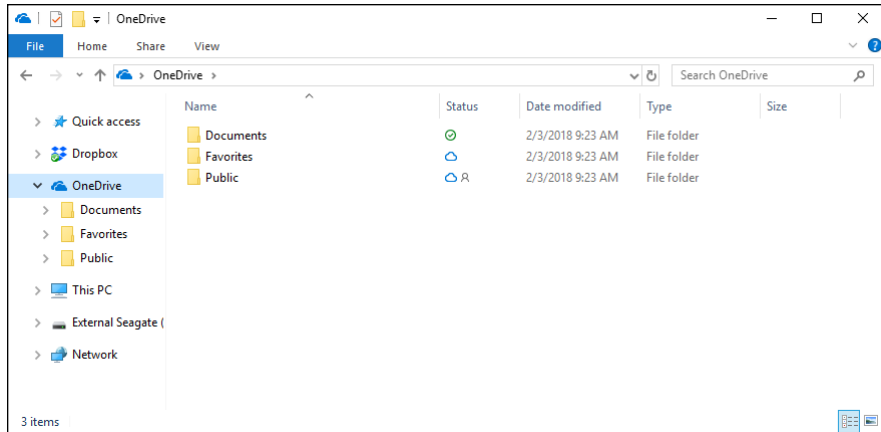 OneDrive
File Home Share View
OneDrive Search OneDrive
Name Status Date modified Type Size
Quick access
Dropbox
OneDrive
Documents
Favorites
Public
This PC
External Seagate (
Network
Documents 2/3/2018 9:23 AM File folder
Favorites 2/3/2018 9:23 AM File folder
Public 2/3/2018 9:23 AM File folder
3 items